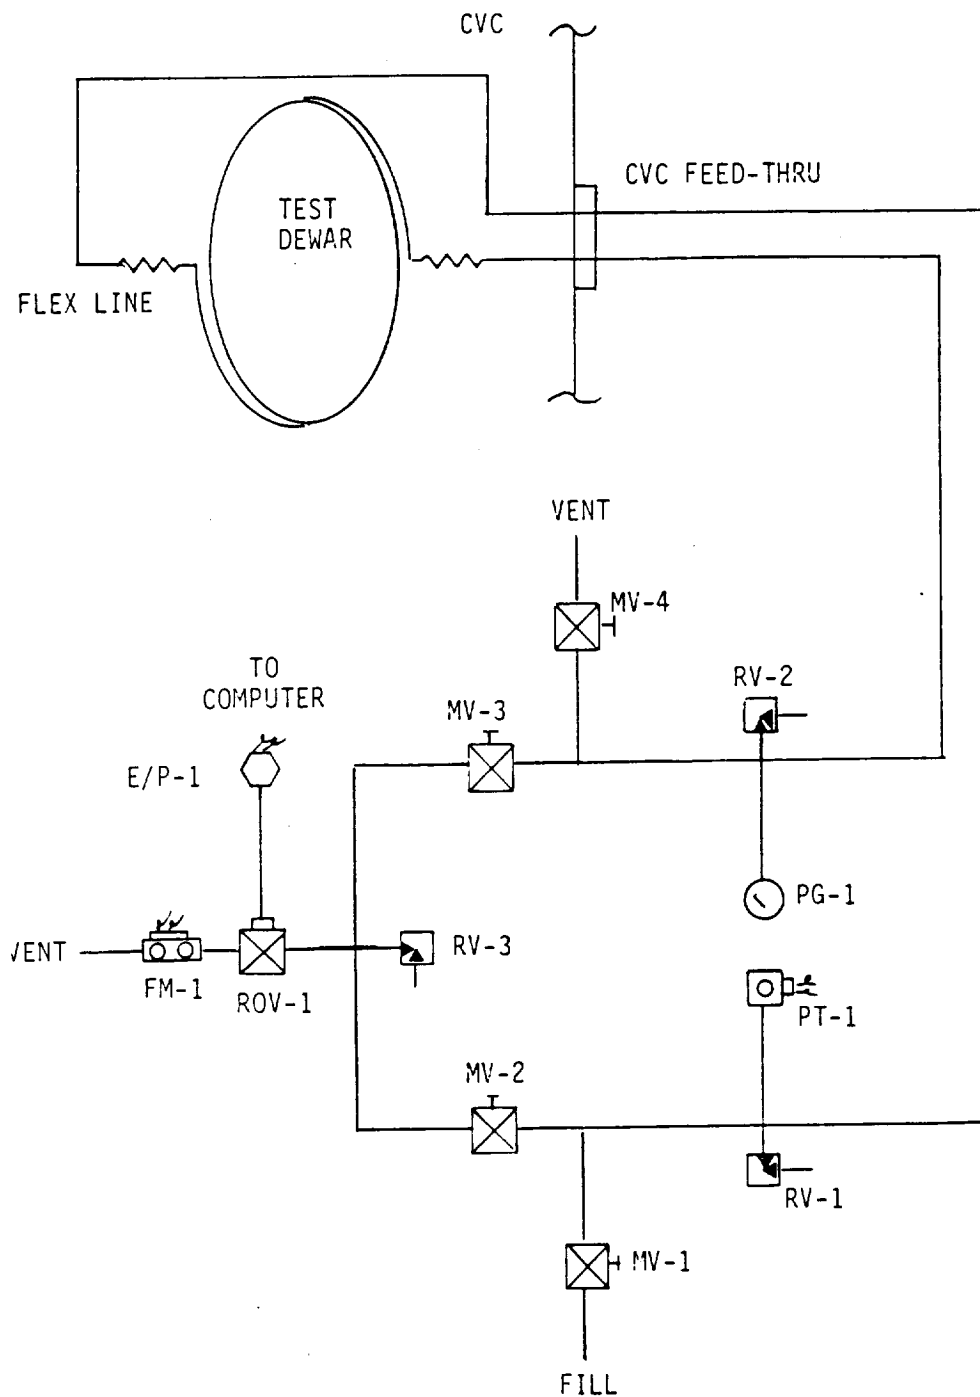 CVC
CVC FEED-THRU
TEST
DEWAR
FLEX LINE
VENT
MV-4
TO
COMPUTER
RV-2
MV-3
E/P-1
PG-1
VENT
RV-3
FM-1
ROV-1
PT-1
MV-2
RV-1
MV-1
FILL